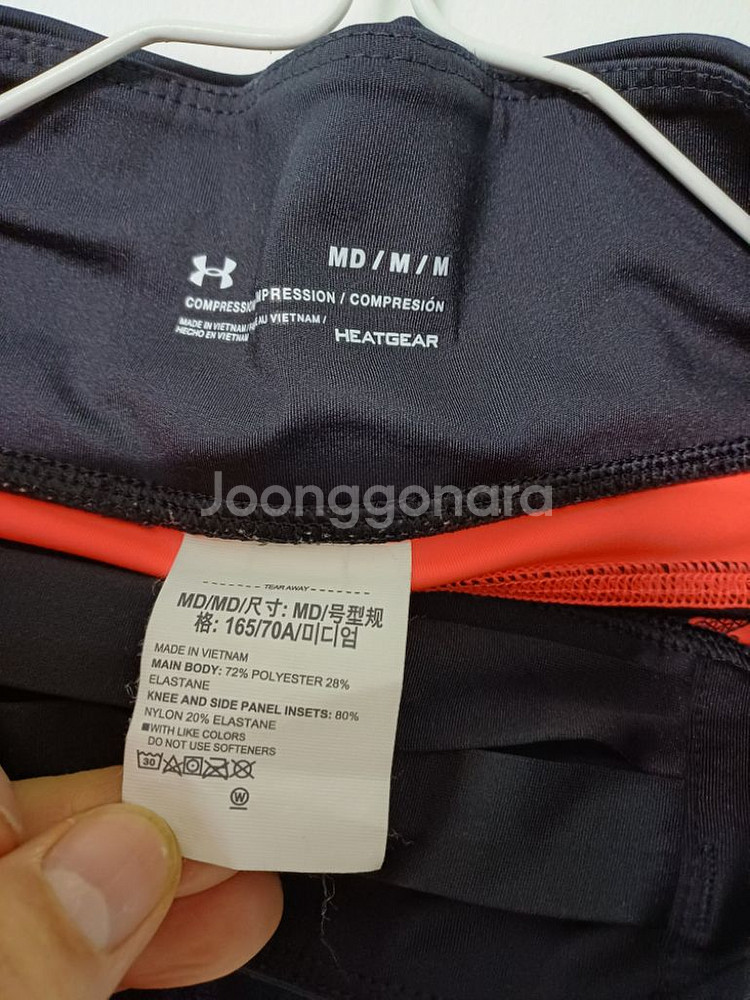 MD / M / M
COMPRESSION MPRESSION / COMPRESIÓN
MADE IN VIETNAM / AU VIETNAM /
HECHO EN VIETNAM
HEATGEAR
Joonggonara
TEAR AWAY
MD/MD/尺寸: MD/号型规
格: 165/70A/미디엄
MADE IN VIETNAM
MAIN BODY: 72% POLYESTER 28%
ELASTANE
KNEE AND SIDE PANEL INSETS: 80%
NYLON 20% ELASTANE
■WITH LIKE COLORS
DO NOT USE SOFTENERS
30
W